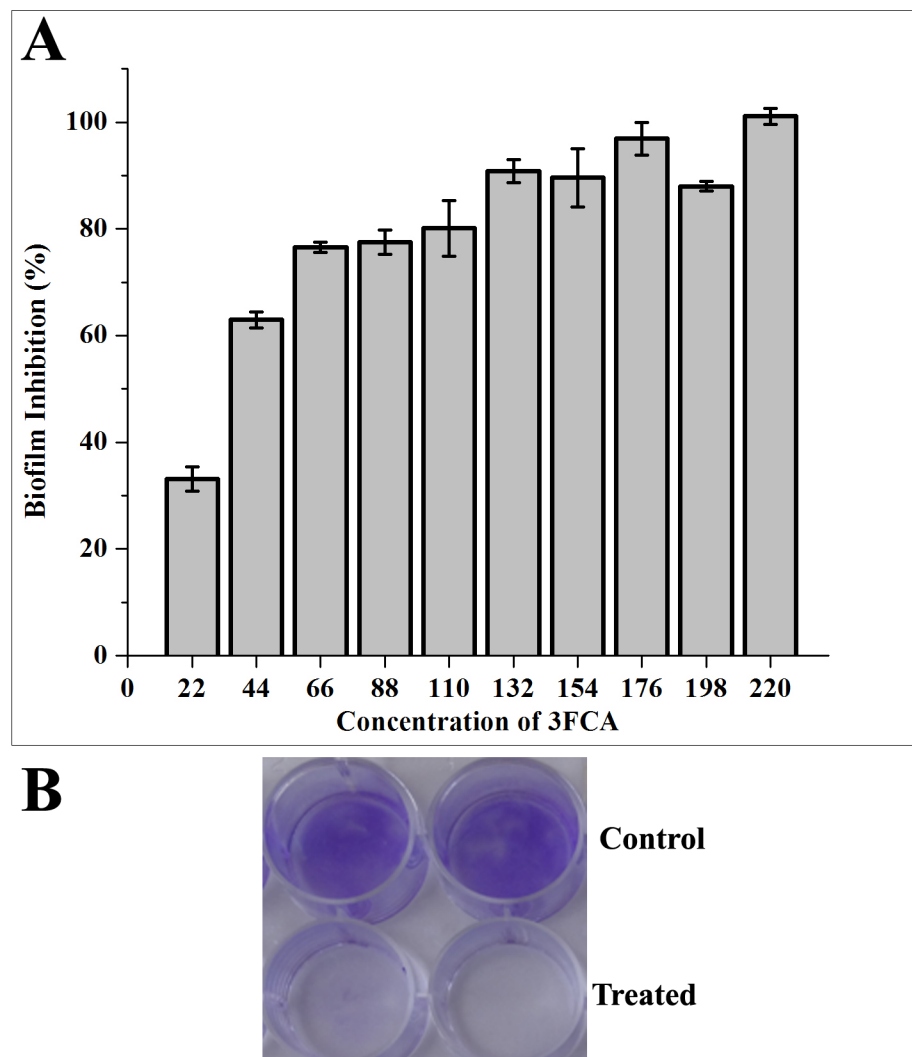 A
Biofilm Inhibition (%)
100
80
60
40
20
0
0 22 44 66 88 110 132 154 176 198 220
Concentration of 3FCA
B
Control
Treated